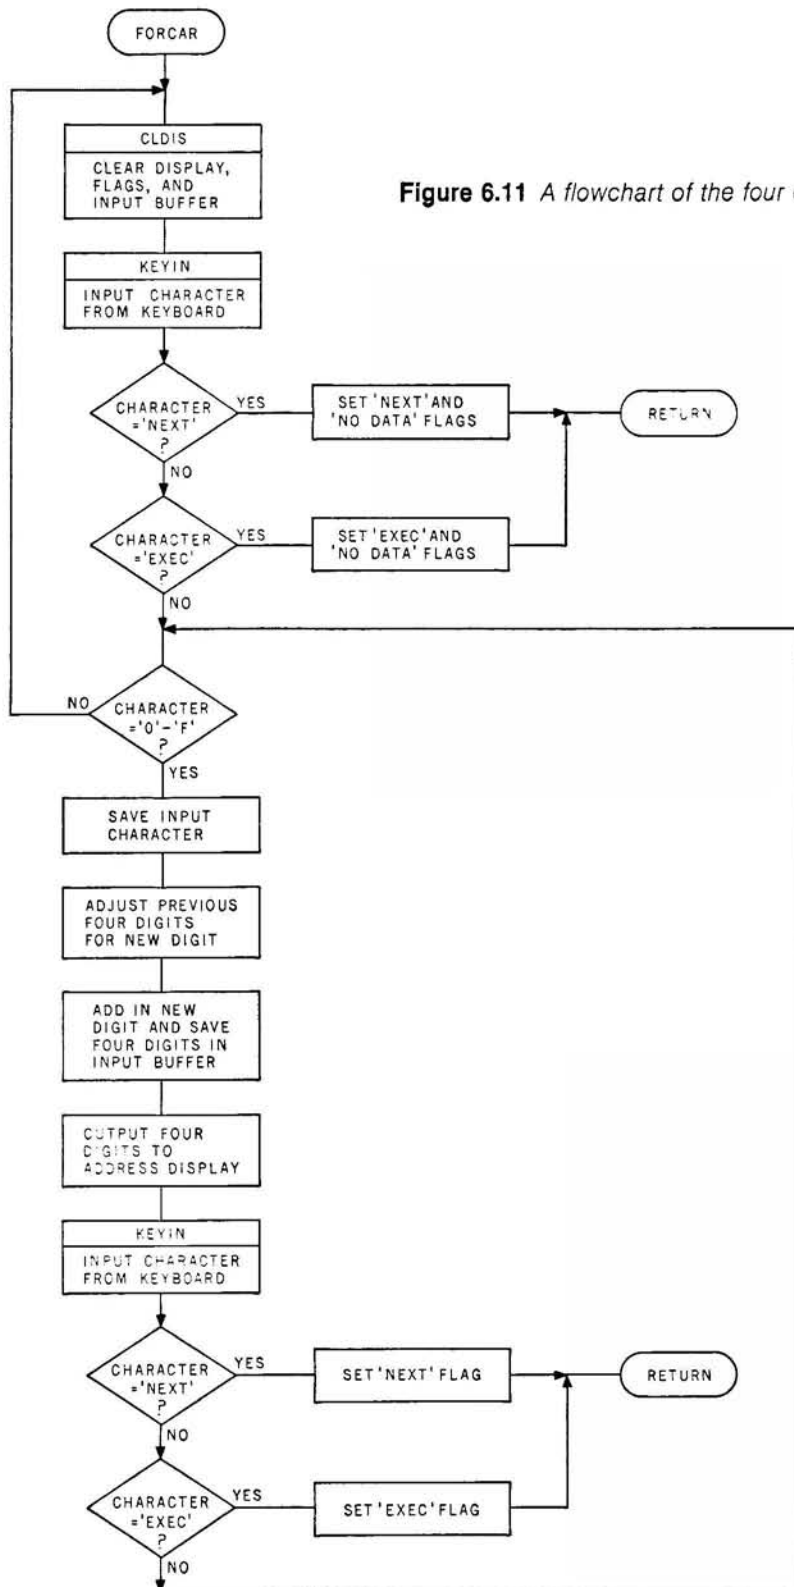 FORCAR
CLDIS
CLEAR DISPLAY,
FLAGS, AND
INPUT BUFFER
Figure 6.11 A flowchart of the four
KEYIN
INPUT CHARACTER
FROM KEYBOARD
CHARACTER
='NEXT'
?
YES
SET 'NEXT' AND
'NO DATA' FLAGS
RETURN
NO
CHARACTER
='EXEC'
?
YES
SET 'EXEC' AND
'NO DATA' FLAGS
NO
NO
CHARACTER
='0'-'F'
?
YES
SAVE INPUT
CHARACTER
ADJUST PREVIOUS
FOUR DIGITS
FOR NEW DIGIT
ADD IN NEW
DIGIT AND SAVE
FOUR DIGITS IN
INPUT BUFFER
OUTPUT FOUR
DIGITS TO
ADDRESS DISPLAY
KEYIN
INPUT CHARACTER
FROM KEYBOARD
CHARACTER
='NEXT'
?
YES
SET 'NEXT' FLAG
RETURN
NO
CHARACTER
='EXEC'
?
YES
SET 'EXEC' FLAG
NO